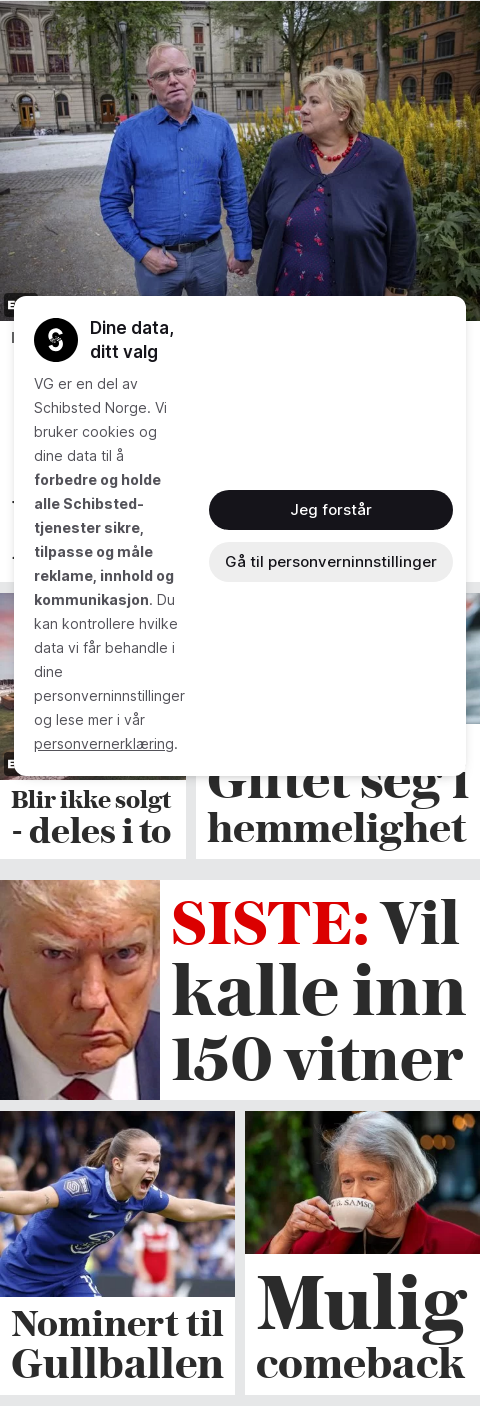 Dine data,
ditt valg
VG er en del av
Schibsted Norge. Vi
bruker cookies og
dine data til å
forbedre og holde
alle Schibsted-
tjenester sikre,
tilpasse og måle
reklame, innhold og
kommunikasjon. Du
kan kontrollere hvilke
data vi får behandle i
dine
personverninnstillinger
og lese mer i vår
personvernerklæring.
Jeg forstår
Gå til personverninnstillinger
Blir ikke solgt
- deles i to
Giftet seg i
hemmelighet
SISTE: Vil
kalle inn
150 vitner
Nominert til
Gullballen
Mulig
comeback